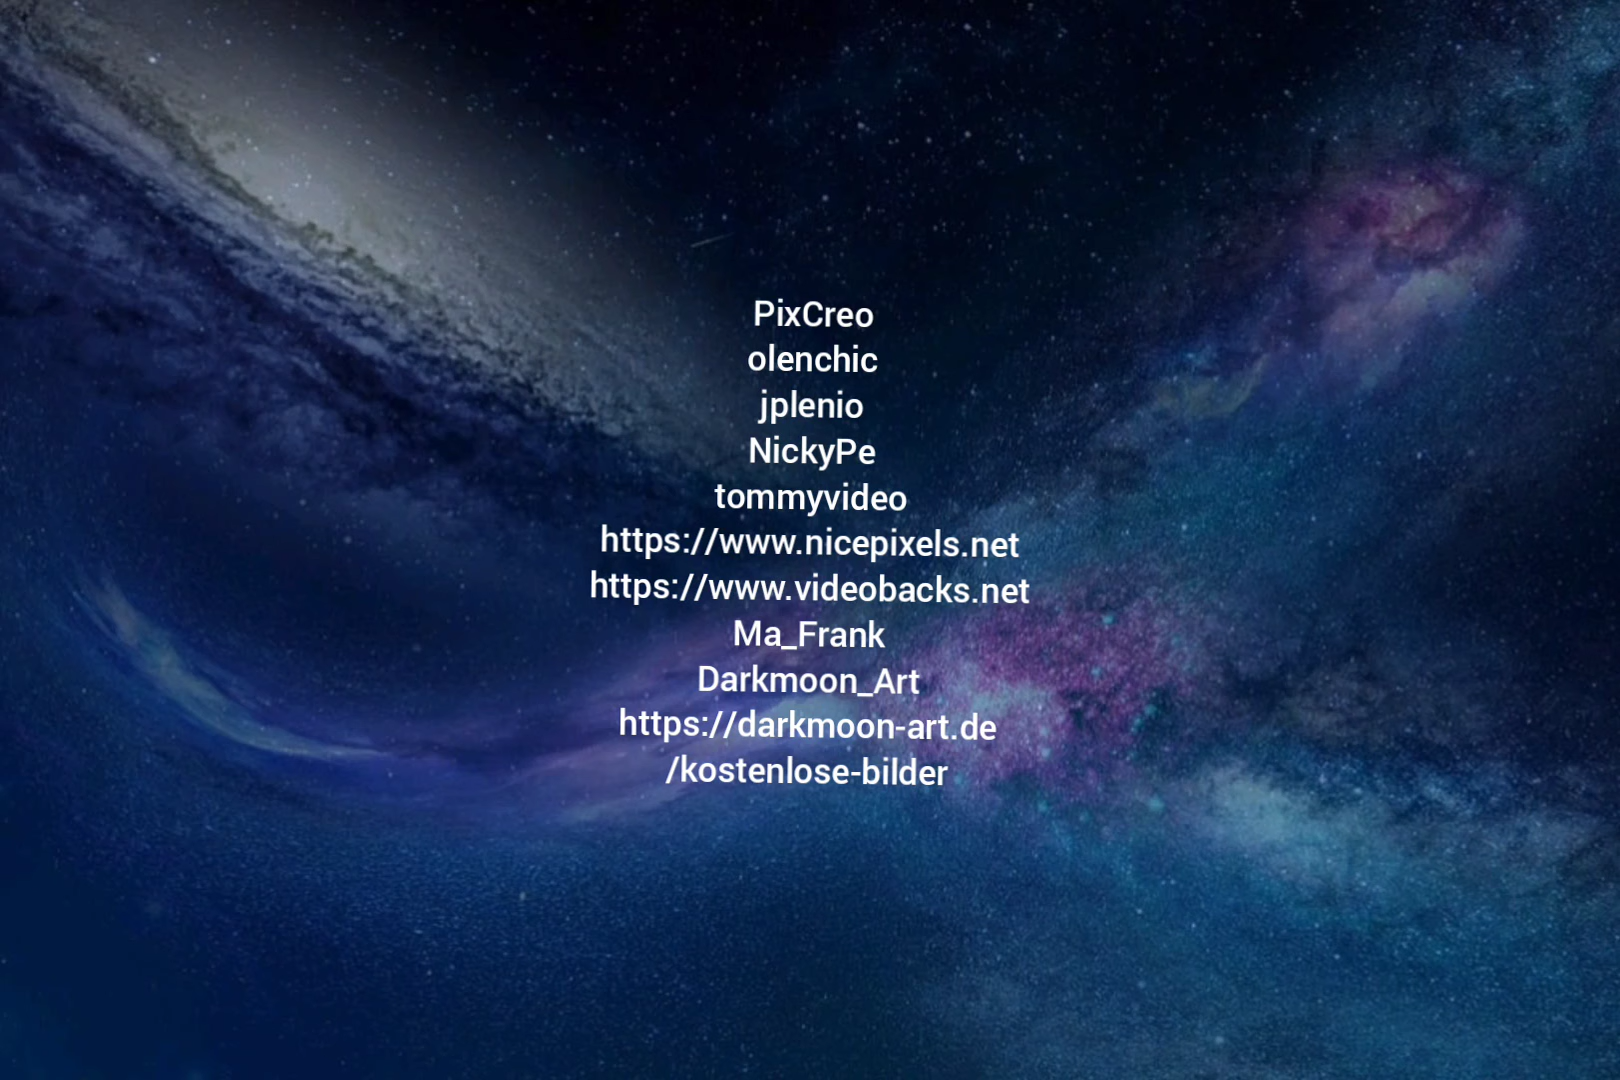 PixCreo
olenchic
jplenio
NickyPe
tommyvideo
https://www.nicepixels.net
https://www.videobacks.net
Ma_Frank
Darkmoon_Art
https://darkmoon-art.de
/kostenlose-bilder